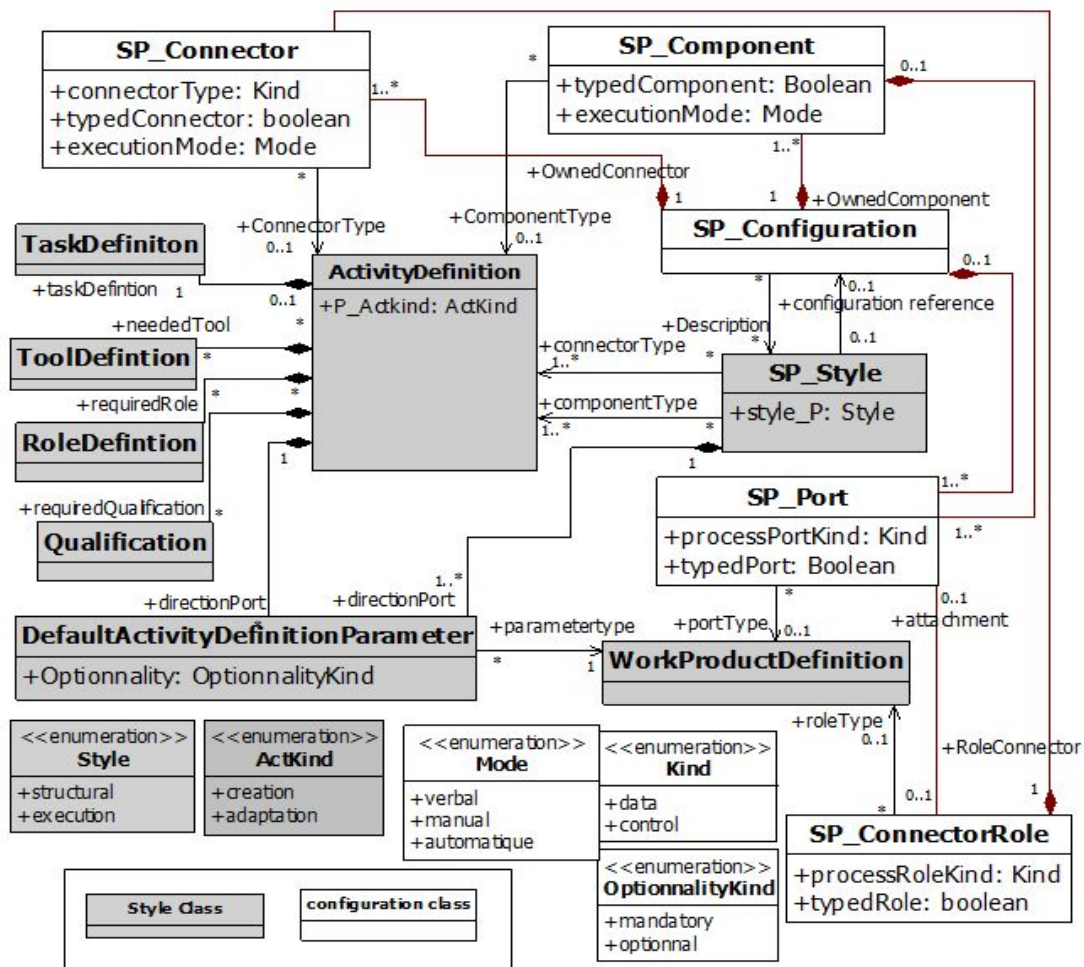 SP_Connector
+connectorType: Kind
+typedConnector: boolean
+executionMode: Mode
SP_Component
+typedComponent: Boolean
+executionMode: Mode
*
0..1
1..*
1..*
+OwnedConnector
1
1
+OwnedComponent
*
+ConnectorType
0..1
+ComponentType
0..1
SP_Configuration
0..1
TaskDefiniton
+taskDefintion
1
0..1
ActivityDefinition
+P_Actkind: ActKind
*
0..1
+configuration reference
+Description
*
0..1
+neededTool
*
ToolDefintion
*
+connectorType
1..*
*
SP_Style
+style_P: Style
+requiredRole
*
*
RoleDefintion
+componentType
1..*
*
1
1
+requiredQualification
*
Qualification
SP_Port
+processPortKind: Kind
+typedPort: Boolean
1..*
1..*
1..*
+directionPort
+directionPort
*
*
+portType
0..1
0..1
+attachment
DefaultActivityDefinitionParameter
+Optionnality: OptionnalityKind
+parametertype
*
1
WorkProductDefinition
+roleType
0..1
+RoleConnector
<<enumeration>>
Style
+structural
+execution
<<enumeration>>
ActKind
+creation
+adaptation
<<enumeration>>
Mode
+verbal
+manual
+automatique
<<enumeration>>
Kind
+data
+control
*
0..1
1
SP_ConnectorRole
+processRoleKind: Kind
+typedRole: boolean
<<enumeration>>
OptionnalityKind
+mandatory
+optionnal
Style Class
configuration class